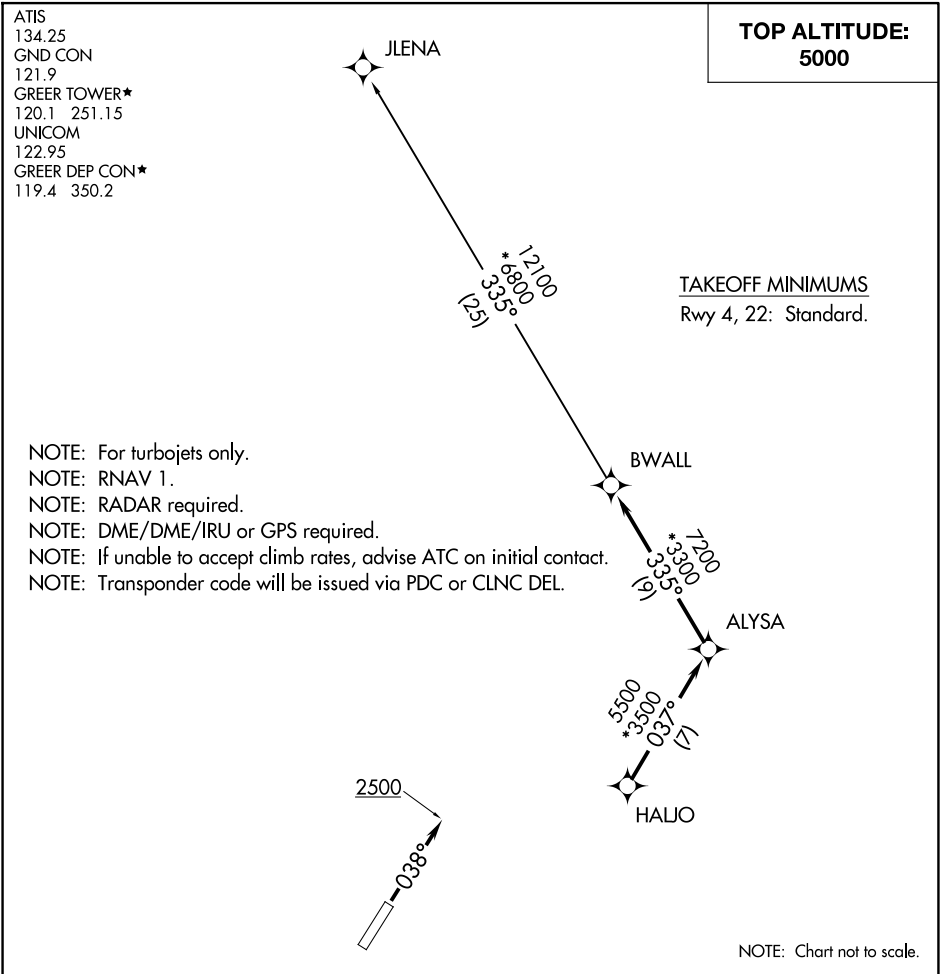 ATIS
134.25
GND CON
121.9
GREER TOWER★
120.1 251.15
UNICOM
122.95
GREER DEP CON★
119.4 350.2
TOP ALTITUDE:
5000
JLENA
12100
*6800
335°
(25)
TAKEOFF MINIMUMS
Rwy 4, 22: Standard.
NOTE: For turbojets only.
NOTE: RNAV 1.
NOTE: RADAR required.
NOTE: DME/DME/IRU or GPS required.
NOTE: If unable to accept climb rates, advise ATC on initial contact.
NOTE: Transponder code will be issued via PDC or CLNC DEL.
BWALL
7200
*3300
335°
(9)
ALYSA
5500
*3500
037°
(7)
HALJO
2500
038°
NOTE: Chart not to scale.